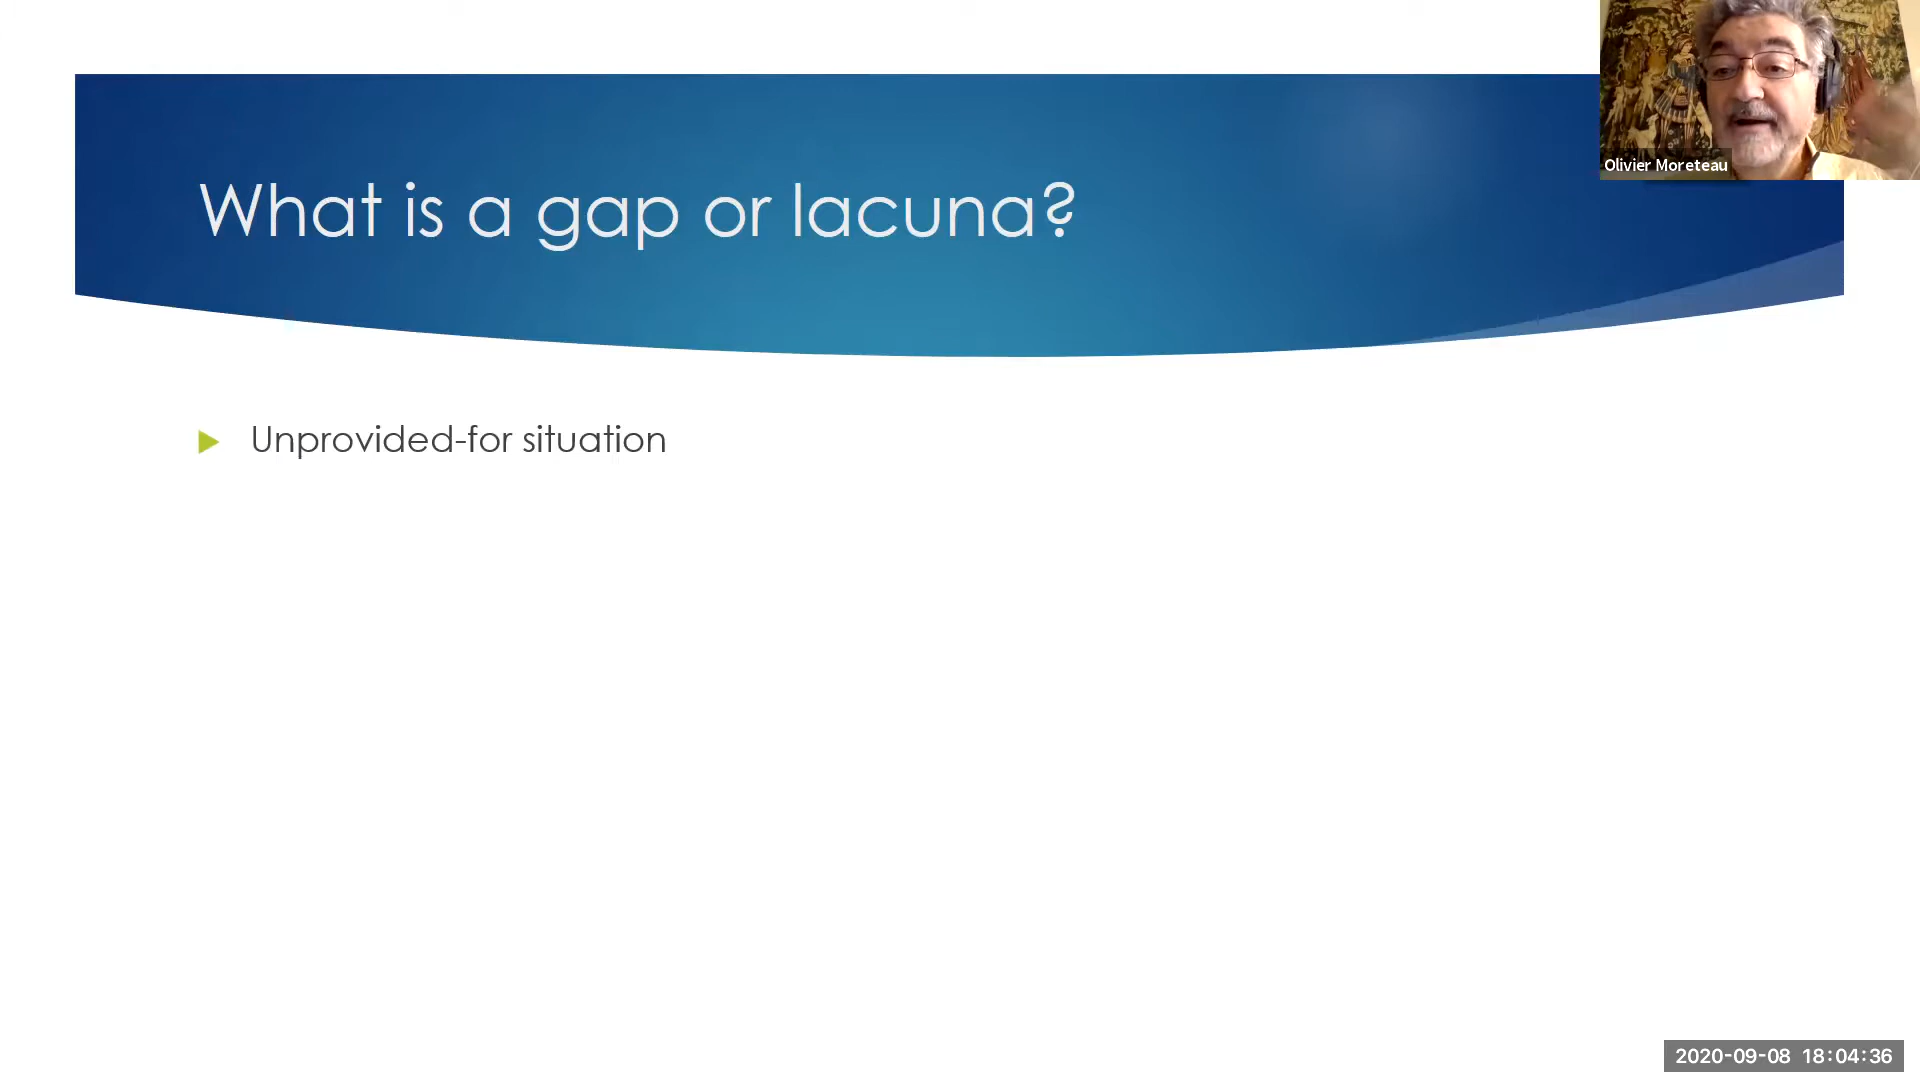 What is a gap or lacuna?
Olivier Moreteau
Unprovided-for situation
2020-09-08 18:04:36